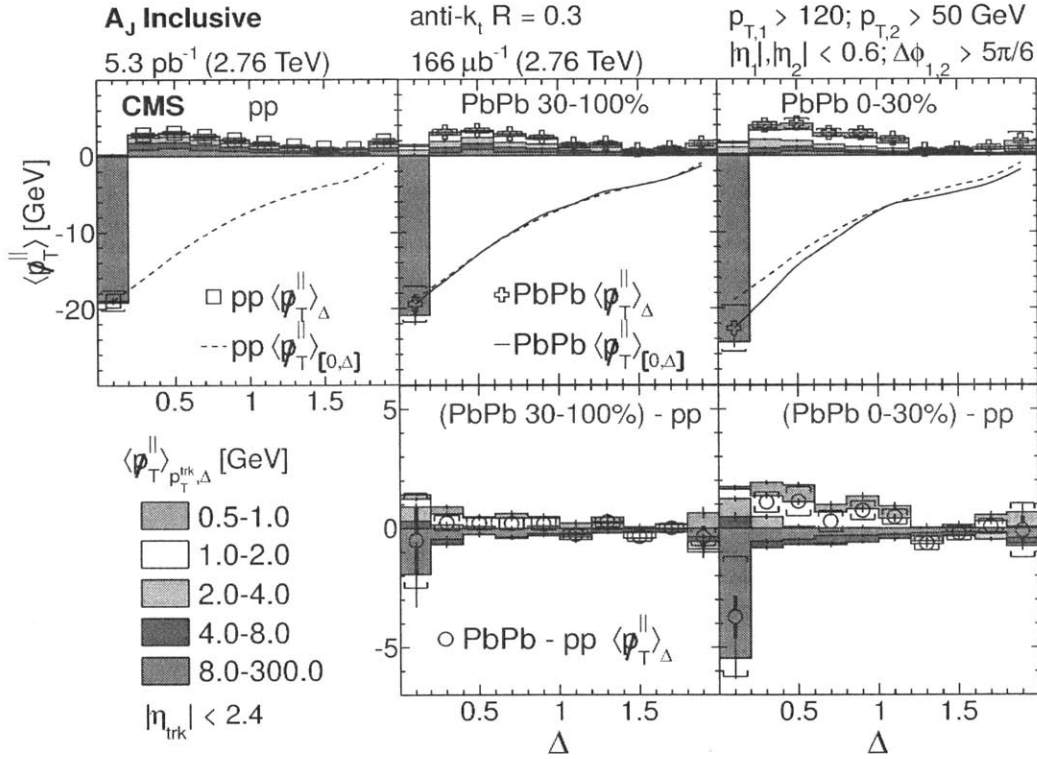 A_J Inclusive
anti-k_t R = 0.3
p_T,1 > 120; p_T,2 > 50 GeV
5.3 pb⁻¹ (2.76 TeV)
166 μb⁻¹ (2.76 TeV)
|η_1|,|η_2| < 0.6; Δϕ_1,2 > 5π/6
CMS pp
PbPb 30-100%
PbPb 0-30%
0
-10
-20
⟨p̸_T^||⟩ [GeV]
pp ⟨p̸_T^||⟩_Δ
pp ⟨p̸_T^||⟩_[0,Δ]
PbPb ⟨p̸_T^||⟩_Δ
PbPb ⟨p̸_T^||⟩_[0,Δ]
0.5 1 1.5
(PbPb 30-100%) - pp
(PbPb 0-30%) - pp
5
0
-5
PbPb - pp ⟨p̸_T^||⟩_Δ
0.5 1 1.5
0.5 1 1.5
Δ
Δ
⟨p̸_T^||⟩_p_T^trk,Δ [GeV]
0.5-1.0
1.0-2.0
2.0-4.0
4.0-8.0
8.0-300.0
|η_trk| < 2.4